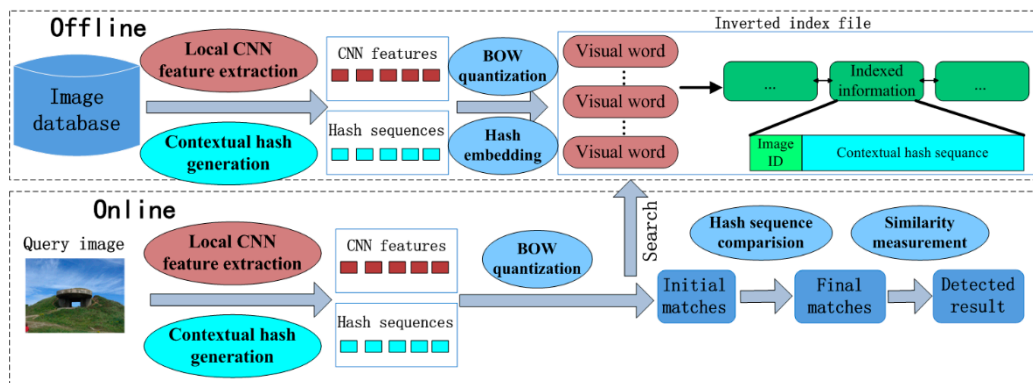 Offline
Inverted index file
Image
database
Local CNN
feature extraction
Contextual hash
generation
CNN features
Hash sequences
BOW
quantization
Hash
embedding
Visual word
Visual word
Visual word
...
Indexed
information
...
Image
ID
Contextual hash sequance
Online
Query image
Local CNN
feature extraction
Contextual hash
generation
CNN features
Hash sequences
BOW
quantization
Search
Hash sequence
comparision
Similarity
measurement
Initial
matches
Final
matches
Detected
result